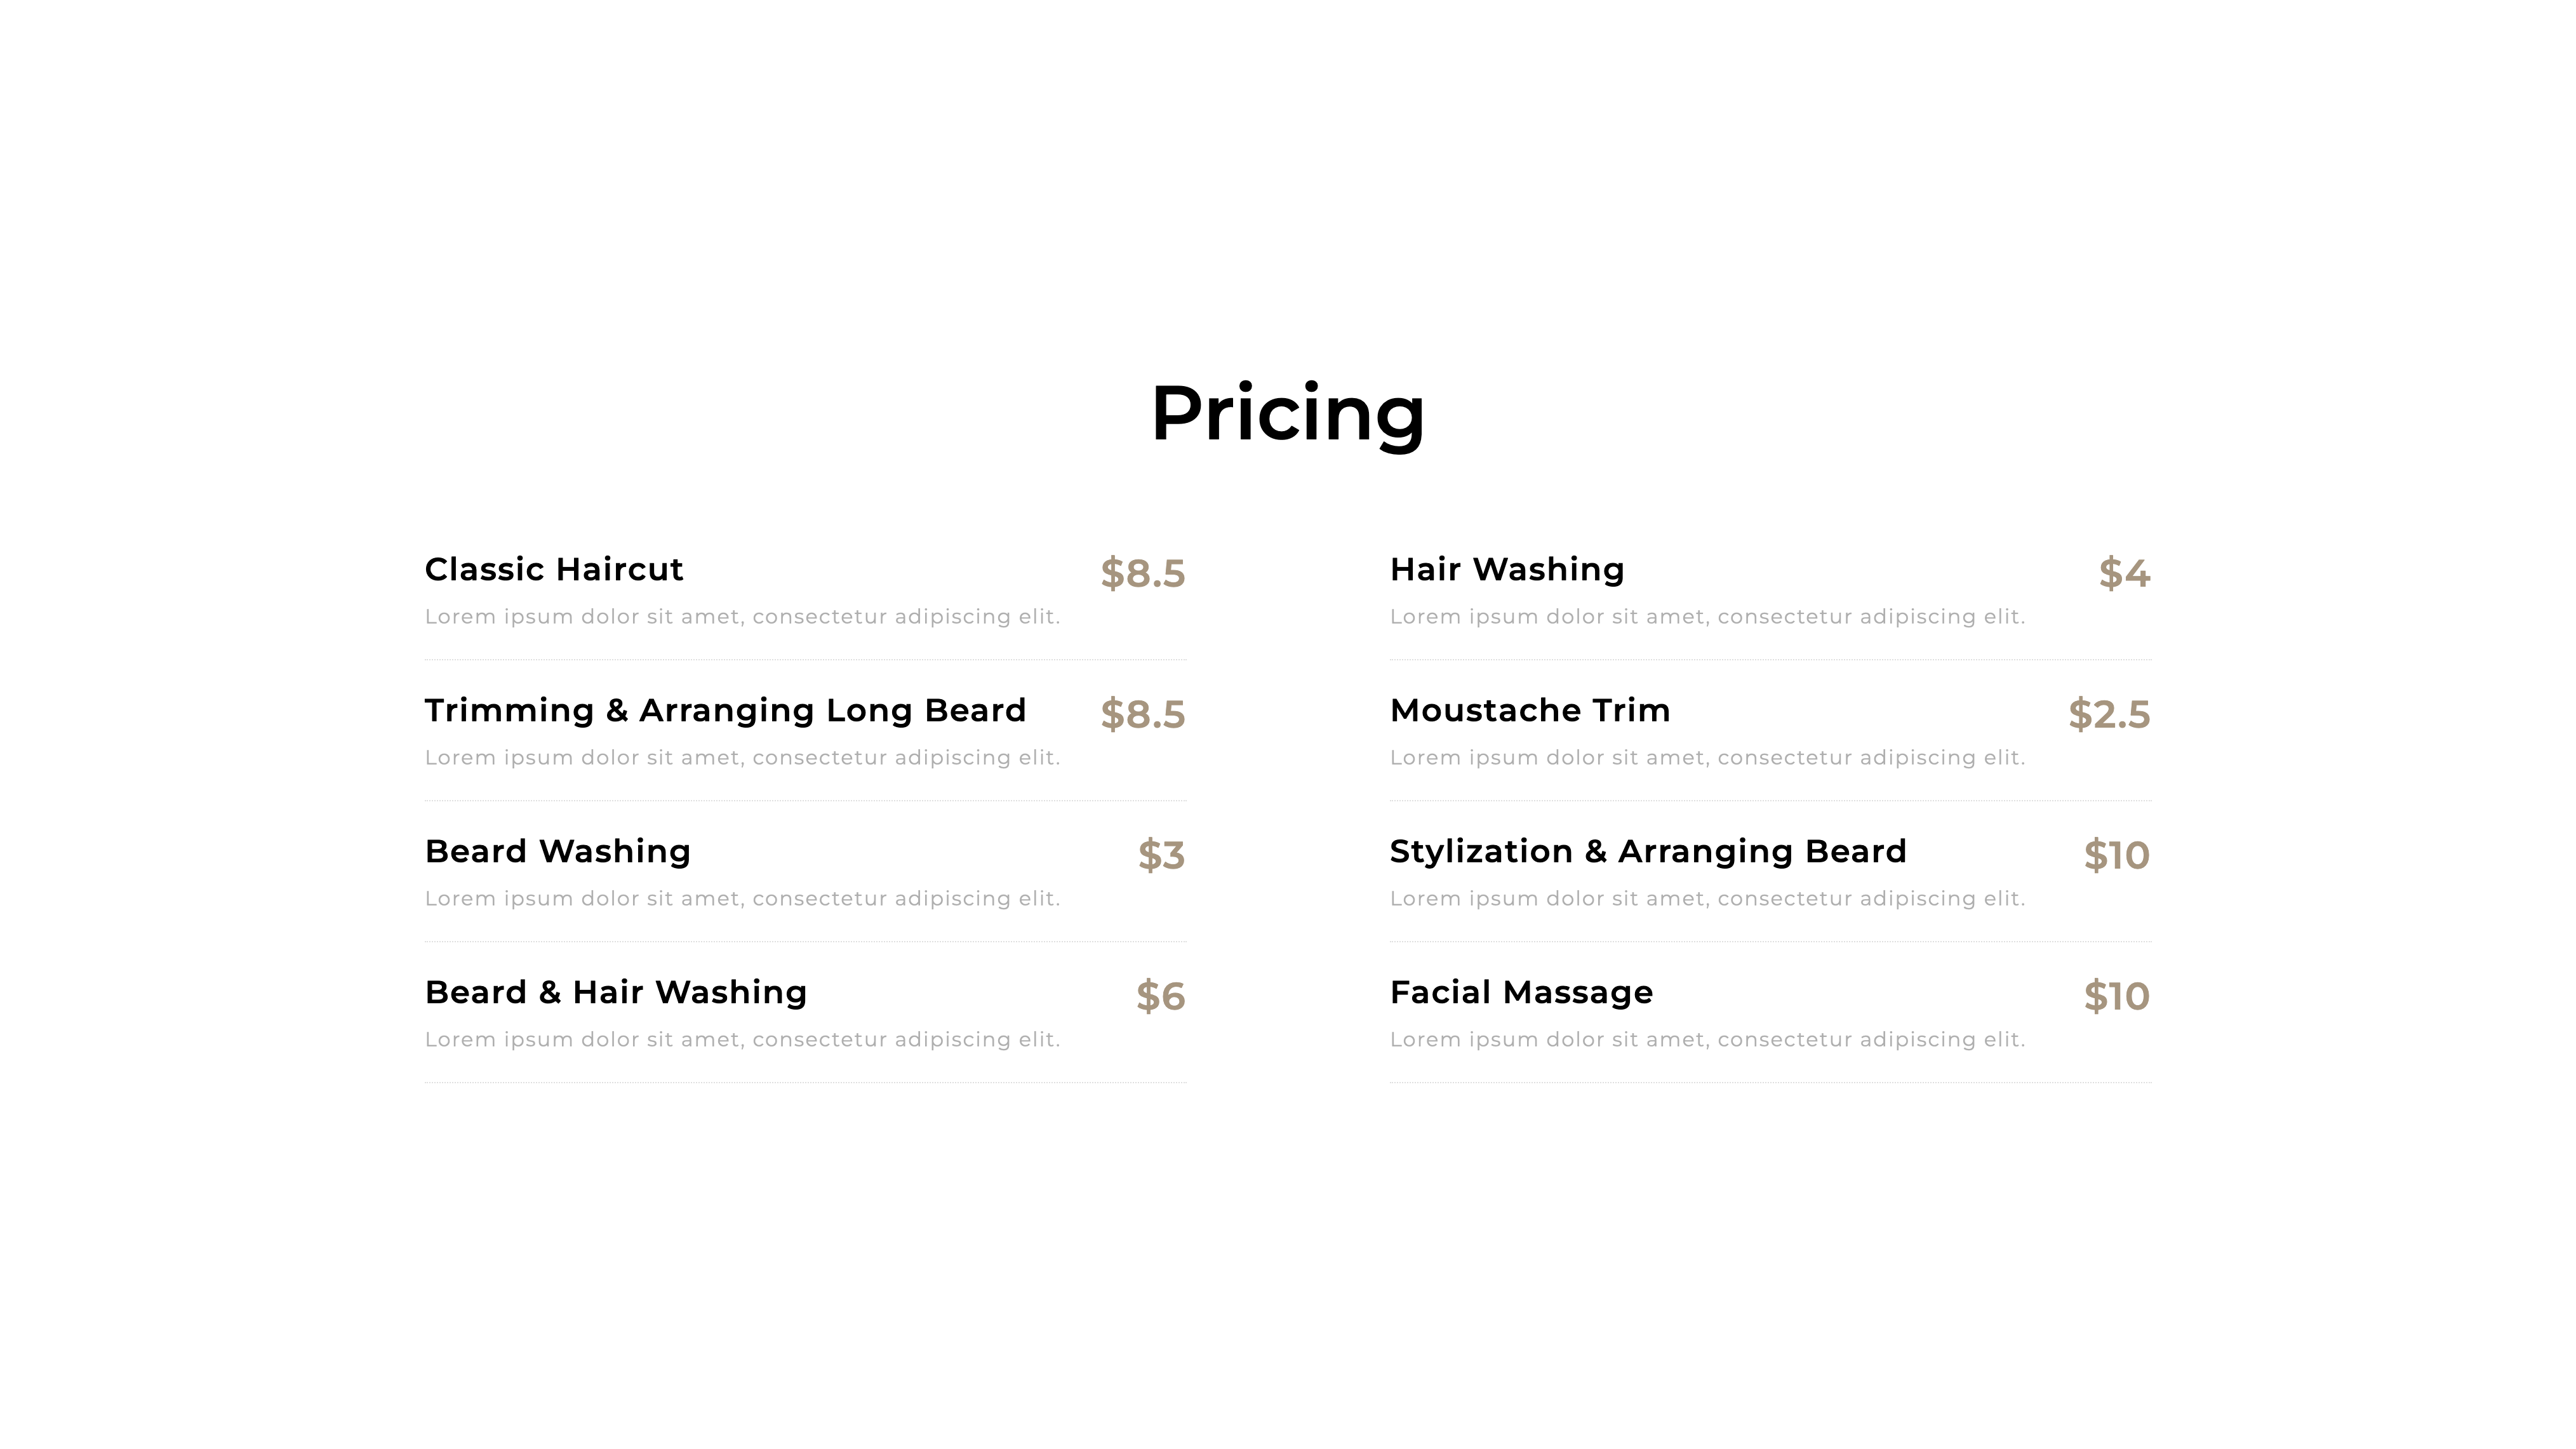 Pricing
Classic Haircut $8.5
Lorem ipsum dolor sit amet, consectetur adipiscing elit.
Trimming & Arranging Long Beard $8.5
Lorem ipsum dolor sit amet, consectetur adipiscing elit.
Beard Washing $3
Lorem ipsum dolor sit amet, consectetur adipiscing elit.
Beard & Hair Washing $6
Lorem ipsum dolor sit amet, consectetur adipiscing elit.
Hair Washing $4
Lorem ipsum dolor sit amet, consectetur adipiscing elit.
Moustache Trim $2.5
Lorem ipsum dolor sit amet, consectetur adipiscing elit.
Stylization & Arranging Beard $10
Lorem ipsum dolor sit amet, consectetur adipiscing elit.
Facial Massage $10
Lorem ipsum dolor sit amet, consectetur adipiscing elit.